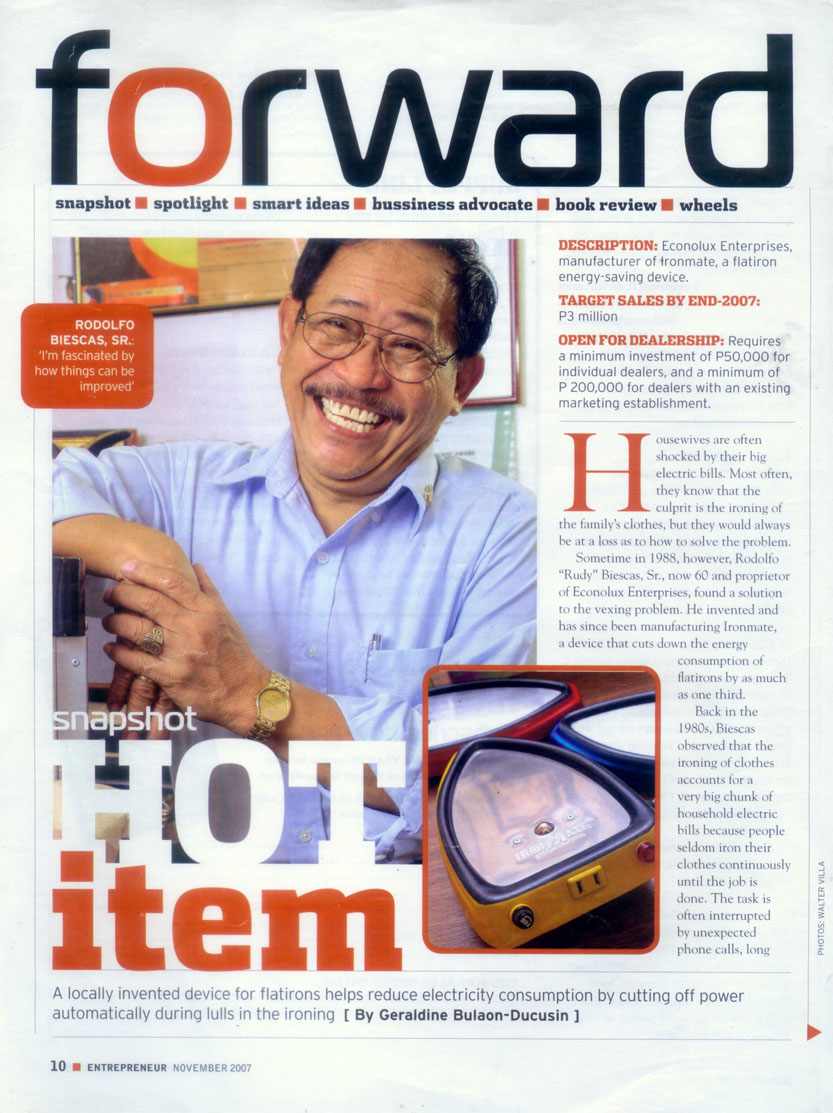 forward
snapshot ■ spotlight ■ smart ideas ■ bussiness advocate ■ book review ■ wheels
RODOLFO
BIESCAS, SR.:
'I'm fascinated by
how things can be
improved'
DESCRIPTION: Econolux Enterprises,
manufacturer of Ironmate, a flatiron
energy-saving device.
TARGET SALES BY END-2007:
P3 million
OPEN FOR DEALERSHIP: Requires
a minimum investment of P50,000 for
individual dealers, and a minimum of
P 200,000 for dealers with an existing
marketing establishment.
Housewives are often
shocked by their big
electric bills. Most often,
they know that the
culprit is the ironing of
the family's clothes, but they would always
be at a loss as to how to solve the problem.
Sometime in 1988, however, Rodolfo
"Rudy" Biescas, Sr., now 60 and proprietor
of Econolux Enterprises, found a solution
to the vexing problem. He invented and
has since been manufacturing Ironmate,
a device that cuts down the energy
consumption of
flatirons by as much
as one third.
Back in the
1980s, Biescas
observed that the
ironing of clothes
accounts for a
very big chunk of
household electric
bills because people
seldom iron their
clothes continuously
until the job is
done. The task is
often interrupted
by unexpected
phone calls, long
snapshot
HOT
item
IRONMATE
A locally invented device for flatirons helps reduce electricity consumption by cutting off power
automatically during lulls in the ironing [ By Geraldine Bulaon-Ducusin ]
PHOTOS: WALTER VILLA
10 ■ ENTREPRENEUR NOVEMBER 2007